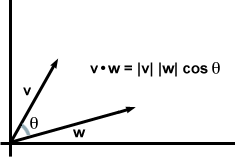 v • w = |v| |w| cos θ
v
θ
w